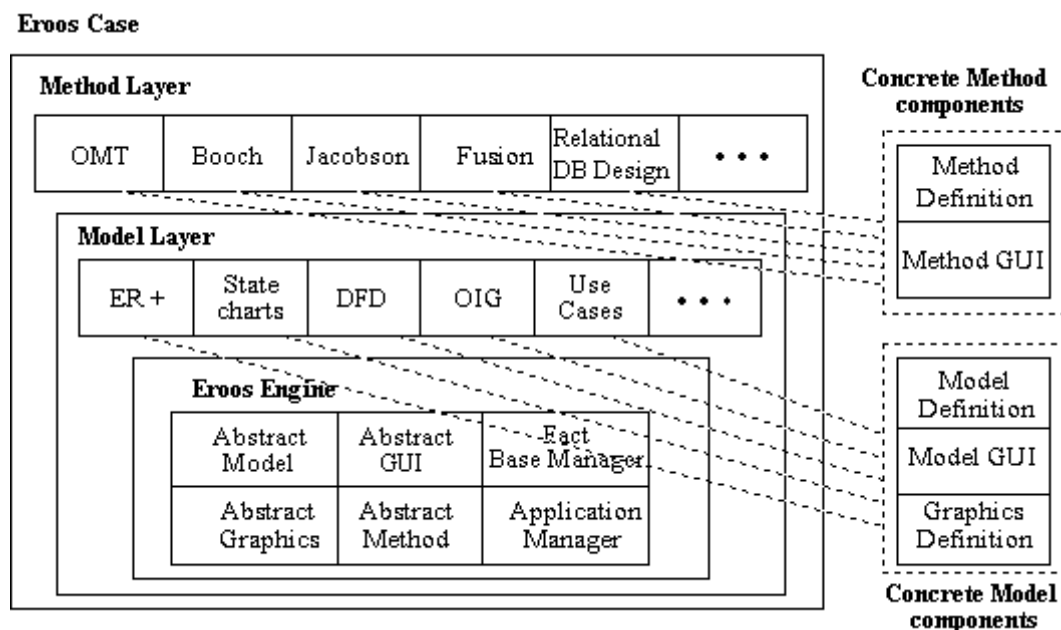 Eroos Case
Method Layer
OMT
Booch
Jacobson
Fusion
Relational
DB Design
• • •
Model Layer
ER +
State
charts
DFD
OIG
Use
Cases
• • •
Eroos Engine
Abstract
Model
Abstract
GUI
Fact
Base Manager
Abstract
Graphics
Abstract
Method
Application
Manager
Concrete Method
components
Method
Definition
Method GUI
Model
Definition
Model GUI
Graphics
Definition
Concrete Model
components